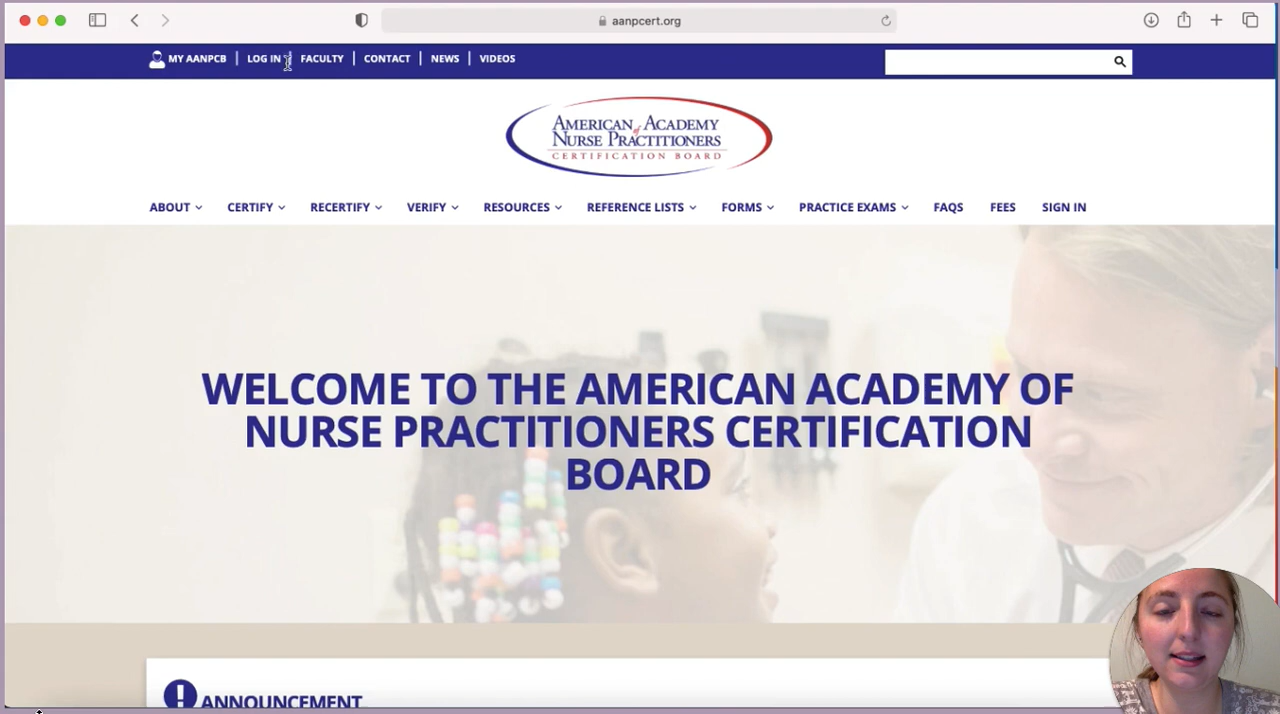 aanpcert.org
MY AANPCB | LOG IN | FACULTY | CONTACT | NEWS | VIDEOS
AMERICAN of ACADEMY
NURSE PRACTITIONERS
CERTIFICATION BOARD
ABOUT CERTIFY RECERTIFY VERIFY RESOURCES REFERENCE LISTS FORMS PRACTICE EXAMS FAQS FEES SIGN IN
WELCOME TO THE AMERICAN ACADEMY OF
NURSE PRACTITIONERS CERTIFICATION
BOARD
ANNOUNCEMENT